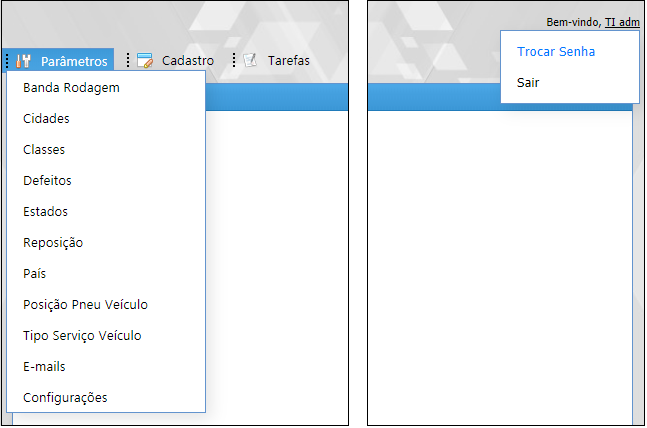 Parâmetros Cadastro Tarefas
Banda Rodagem
Cidades
Classes
Defeitos
Estados
Reposição
País
Posição Pneu Veículo
Tipo Serviço Veículo
E-mails
Configurações
Bem-vindo, TI adm
Trocar Senha
Sair